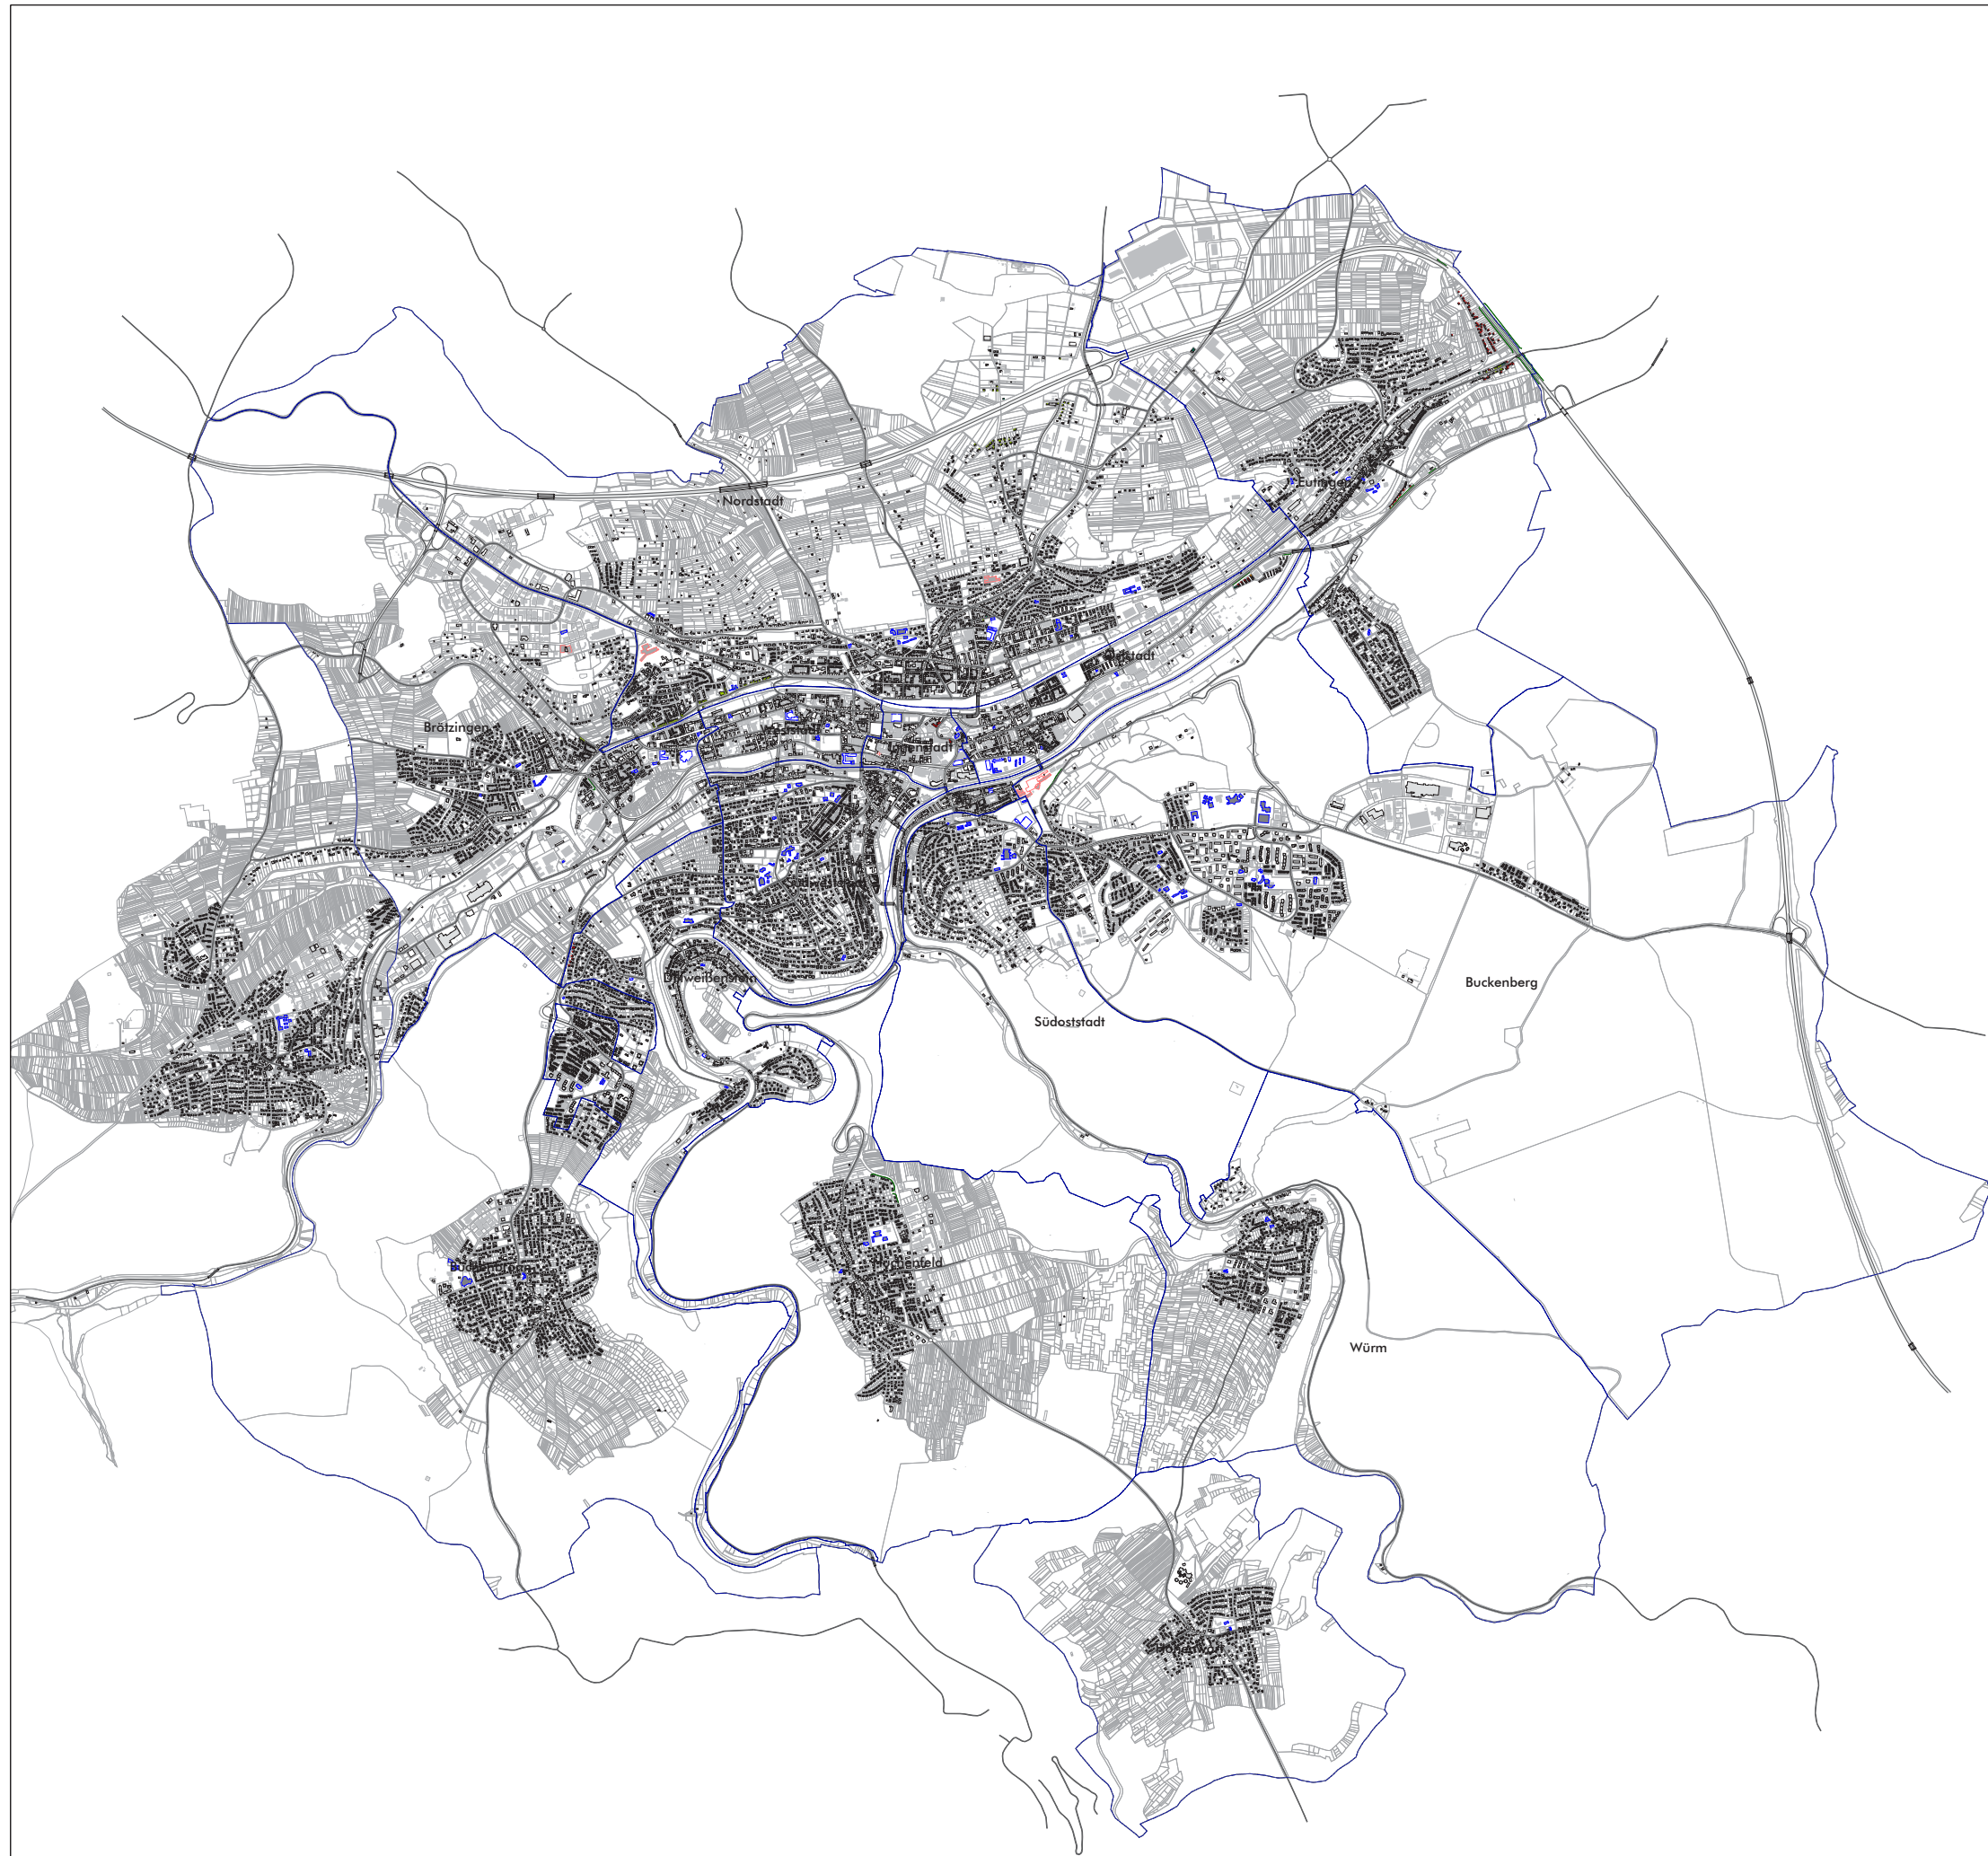 Nordstadt
Eutingen
Oststadt
Brötzingen
Weststadt
Innenstadt
Südweststadt
Dillweißenstein
Buckenberg
Südoststadt
Büchenbronn
Huchenfeld
Würm
Hohenwart